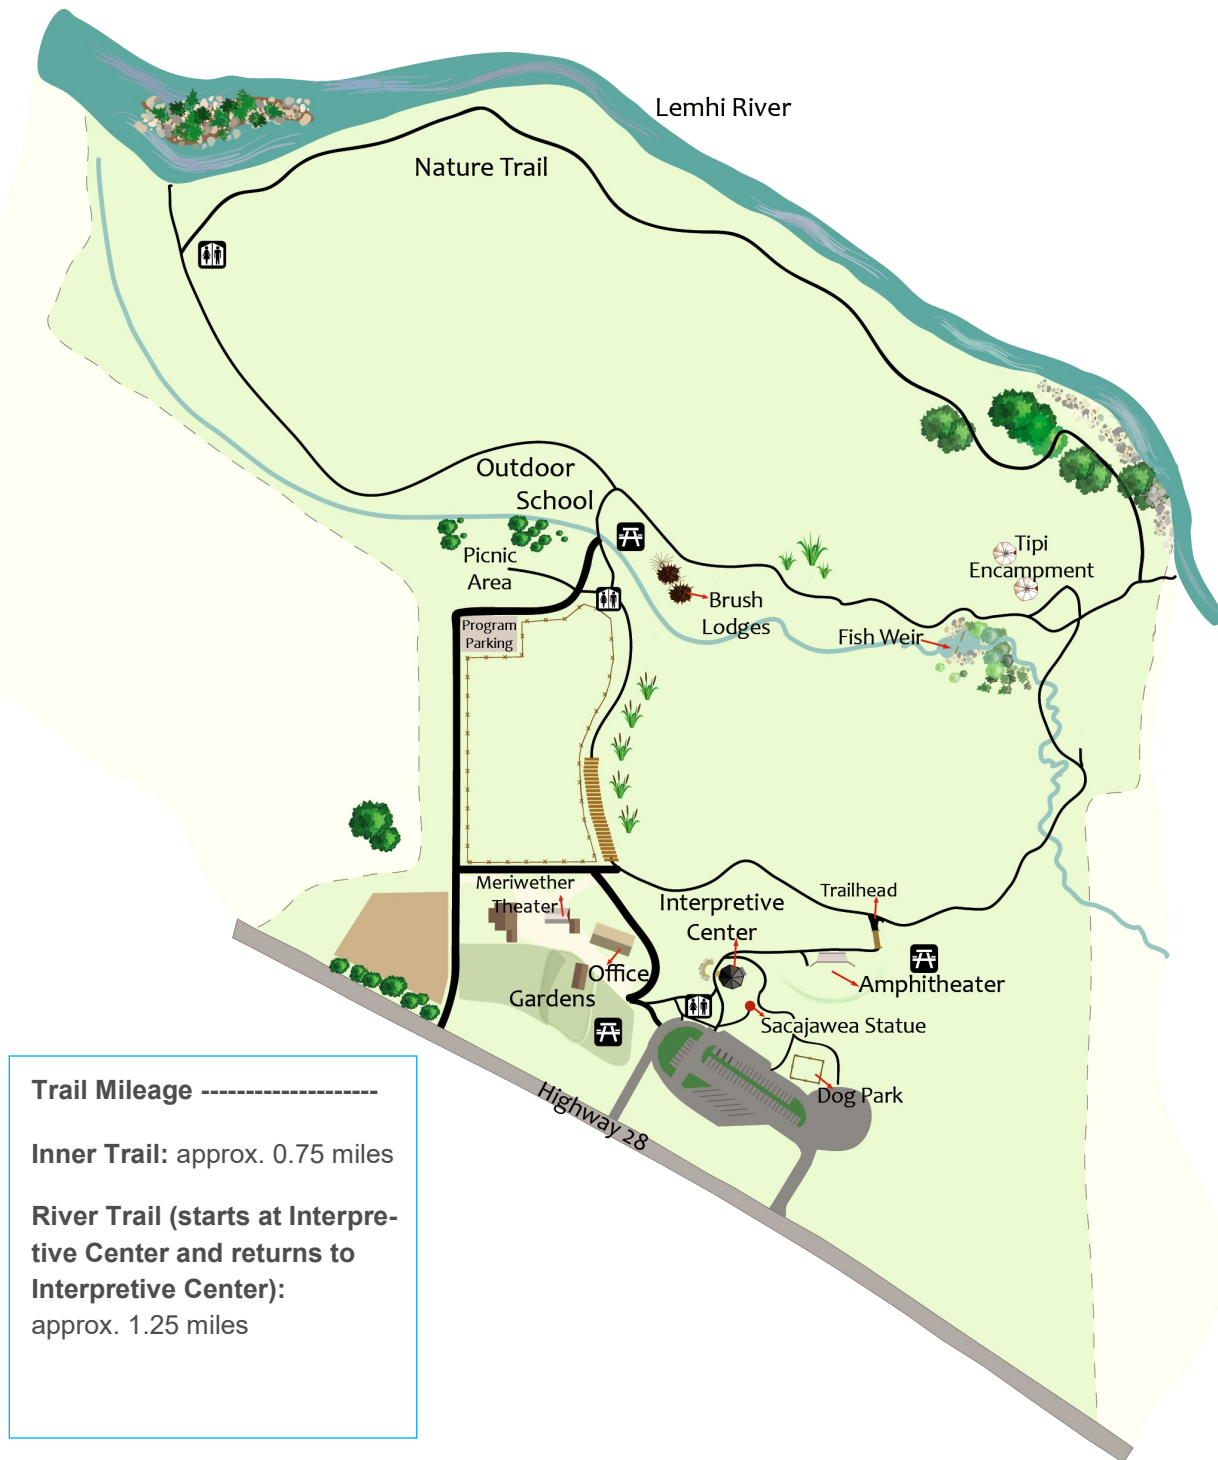 Lemhi River
Nature Trail
Outdoor
School
Picnic
Area
Tipi
Encampment
Brush
Lodges
Program
Parking
Fish Weir
Meriwether
Theater
Trailhead
Interpretive
Center
Office
Gardens
Amphitheater
Sacajawea Statue
Dog Park
Highway 28
Trail Mileage --------------------
Inner Trail: approx. 0.75 miles
River Trail (starts at Interpre-
tive Center and returns to
Interpretive Center):
approx. 1.25 miles